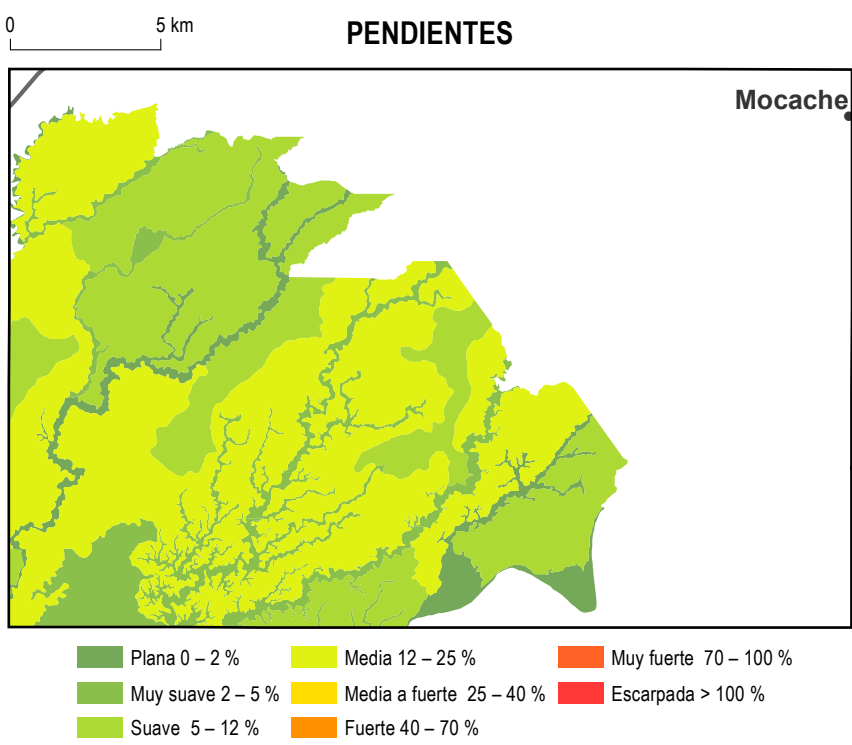 0 5 km
PENDIENTES
Mocache
Plana 0 – 2 %
Muy suave 2 – 5 %
Suave 5 – 12 %
Media 12 – 25 %
Media a fuerte 25 – 40 %
Fuerte 40 – 70 %
Muy fuerte 70 – 100 %
Escarpada > 100 %